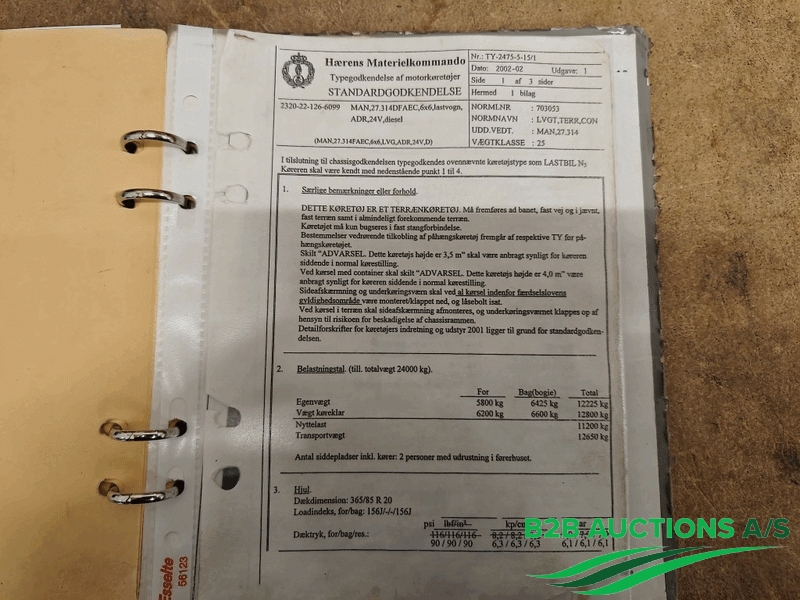 Hærens Materielkommando
Typegodkendelse af motorkøretøjer
STANDARDGODKENDELSE
Nr.: TY-2475-5-15/1
Dato: 2002-02 Udgave: 1
Side 1 af 3 sider
Hermed 1 bilag
2320-22-126-6099 MAN,27.314DFAEC,6x6,lastvogn,
ADR,24V,diesel
(MAN,27.314FAEC,6x6,LVG,ADR,24V,D)
NORMLNR : 703053
NORMNAVN : LVGT,TERR,CON
UDD.VEDT. : MAN,27.314
VÆGTKLASSE : 25
I tilslutning til chassisgodkendelsen typegodkendes ovennævnte køretøjstype som LASTBIL N3
Køreren skal være kendt med nedenstående punkt 1 til 4.
1. Særlige bemærkninger eller forhold.
DETTE KØRETØJ ER ET TERRÆNKØRETØJ. Må fremføres ad banet, fast vej og i jævnt,
fast terræn samt i almindeligt forekommende terræn.
Køretøjet må kun bugseres i fast stangforbindelse.
Bestemmelser vedrørende tilkobling af påhængskøretøj fremgår af respektive TY for på-
hængskøretøjet.
Skilt "ADVARSEL. Dette køretøjs højde er 3,5 m" skal være anbragt synligt for køreren
siddende i normal kørestilling.
Ved kørsel med container skal skilt "ADVARSEL. Dette køretøjs højde er 4,0 m" være
anbragt synligt for køreren siddende i normal kørestilling.
Sideafskærmning og underkøringsværn skal ved al kørsel indenfor færdselslovens
gyldighedsområde være monteret/klappet ned, og låsebolt isat.
Ved kørsel i terræn skal sideafskærmning afmonteres, og underkøringsværnet klappes op af
hensyn til risikoen for beskadigelse af chassisrammen.
Detailforskrifter for køretøjers indretning og udstyr 2001 ligger til grund for standardgodken-
delsen.
2. Belastningstal. (till. totalvægt 24000 kg).
For Bag(bogie) Total
Egenvægt 5800 kg 6425 kg 12225 kg
Vægt køreklar 6200 kg 6600 kg 12800 kg
Nyttelast 11200 kg
Transportvægt 12650 kg
Antal siddepladser inkl. kører: 2 personer med udrustning i førerhuset.
3. Hjul.
Dækdimension: 365/85 R 20
Loadindeks, for/bag: 156J/-/-/156J
psi lbf/in² kp/cm
Dæktryk, for/bag/res.: 116/116/116 8,2 / 8,2
90 / 90 / 90 6,3 / 6,3 / 6,3 6,1 / 6,1 / 6,1
Esselte
56123
B2B AUCTIONS A/S